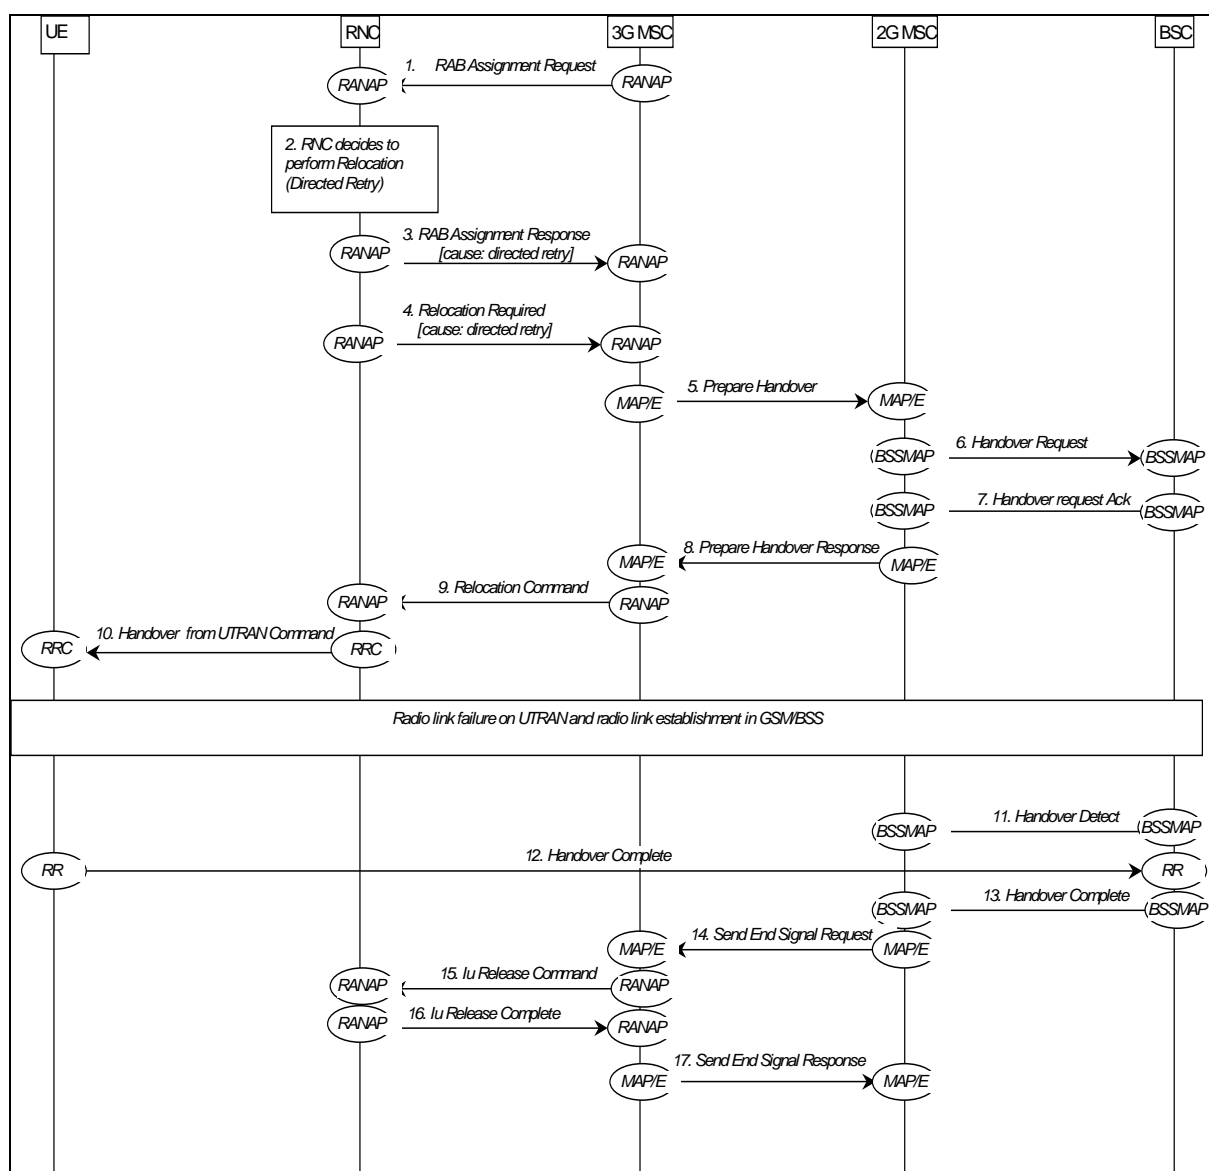 UE RNC 3G MSC 2G MSC BSC
1. RAB Assignment Request
RANAP RANAP
2. RNC decides to
perform Relocation
(Directed Retry)
3. RAB Assignment Response
[cause: directed retry]
RANAP RANAP
4. Relocation Required
[cause: directed retry]
RANAP RANAP
5. Prepare Handover
MAP/E MAP/E
6. Handover Request
BSSMAP BSSMAP
7. Handover request Ack
BSSMAP BSSMAP
8. Prepare Handover Response
MAP/E MAP/E
9. Relocation Command
RANAP RANAP
10. Handover from UTRAN Command
RRC RRC
Radio link failure on UTRAN and radio link establishment in GSM/BSS
11. Handover Detect
BSSMAP BSSMAP
12. Handover Complete
RR RR
13. Handover Complete
BSSMAP BSSMAP
14. Send End Signal Request
MAP/E MAP/E
15. Iu Release Command
RANAP RANAP
16. Iu Release Complete
RANAP RANAP
17. Send End Signal Response
MAP/E MAP/E